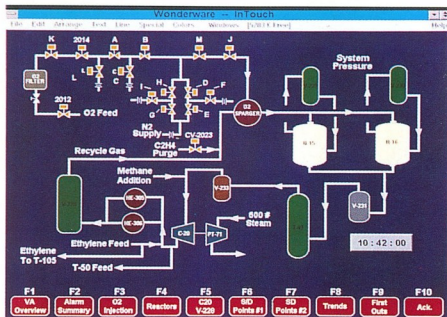 Wonderware -- InTouch
File Edit Arrange Text Line Special Colors Windows
K 2014 A B M J
System
Pressure
L C H D F
G E
O2
FILTER
2012
O2 Feed
N2
Supply
CV-2023
C2H4
Purge
O2
SPARGER
R-15
R-16
Recycle Gas
Methane
Addition
V-233
HE-305
HE-306
C-20
PT-71
600 #
Steam
V-231
Ethylene
To T-105
Ethylene Feed
T-50 Feed
10:42:00
F1 F2 F3 F4 F5 F6 F7 F8 F9 F10
VA
Overview
Alarm
Summary
O2
Injection
Reactors
C20
V-229
S/D
Points #1
SD
Points #2
Trends
First
Outs
Ack.